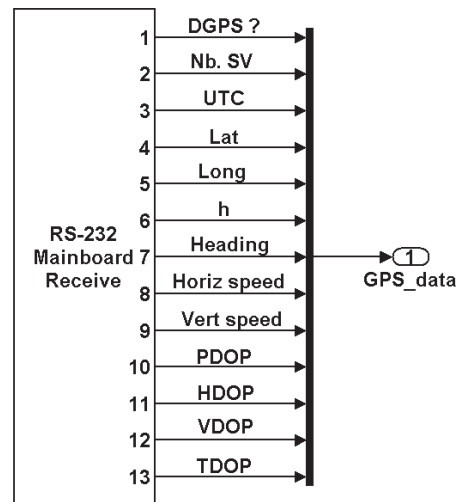 DGPS ?
1
Nb. SV
2
UTC
3
Lat
4
Long
5
h
6
RS-232
Mainboard
Receive
Heading
7
1
GPS_data
Horiz speed
8
Vert speed
9
PDOP
10
HDOP
11
VDOP
12
TDOP
13